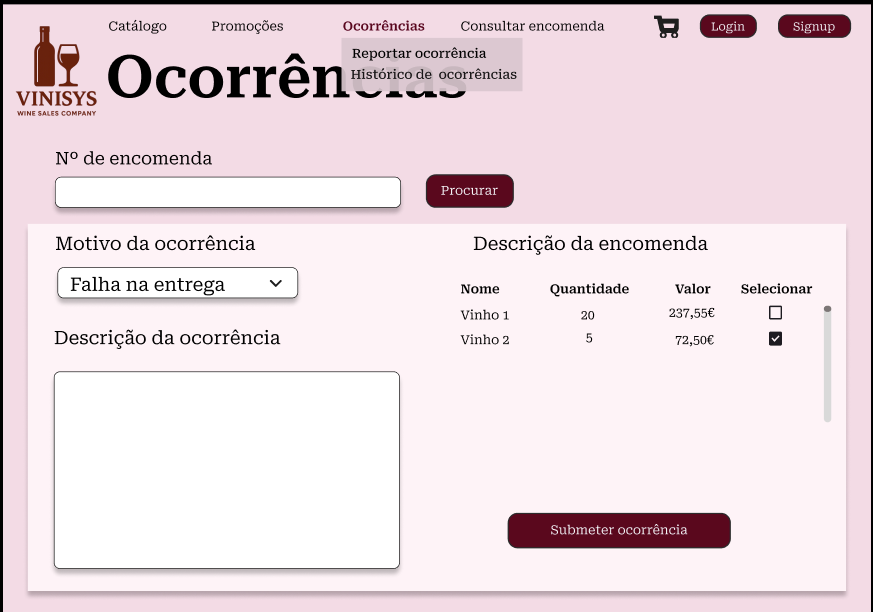 Catálogo Promoções Ocorrências Consultar encomenda Login Signup
Reportar ocorrência
Histórico de ocorrências
Ocorrências
VINISYS
WINE SALES COMPANY
Nº de encomenda
Procurar
Motivo da ocorrência
Falha na entrega
Descrição da ocorrência
Descrição da encomenda
Nome Quantidade Valor Selecionar
Vinho 1 20 237,55€
Vinho 2 5 72,50€
Submeter ocorrência